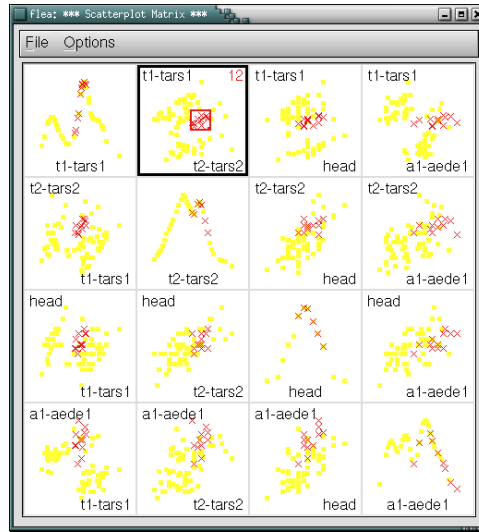 flea: *** Scatterplot Matrix ***
File Options
t1-tars1
t1-tars1 12
t2-tars2
t1-tars1
head
t1-tars1
a1-aede1
t2-tars2
t1-tars1
t2-tars2
t2-tars2
head
t2-tars2
a1-aede1
head
t1-tars1
head
t2-tars2
head
head
a1-aede1
a1-aede1
t1-tars1
a1-aede1
t2-tars2
a1-aede1
head
a1-aede1